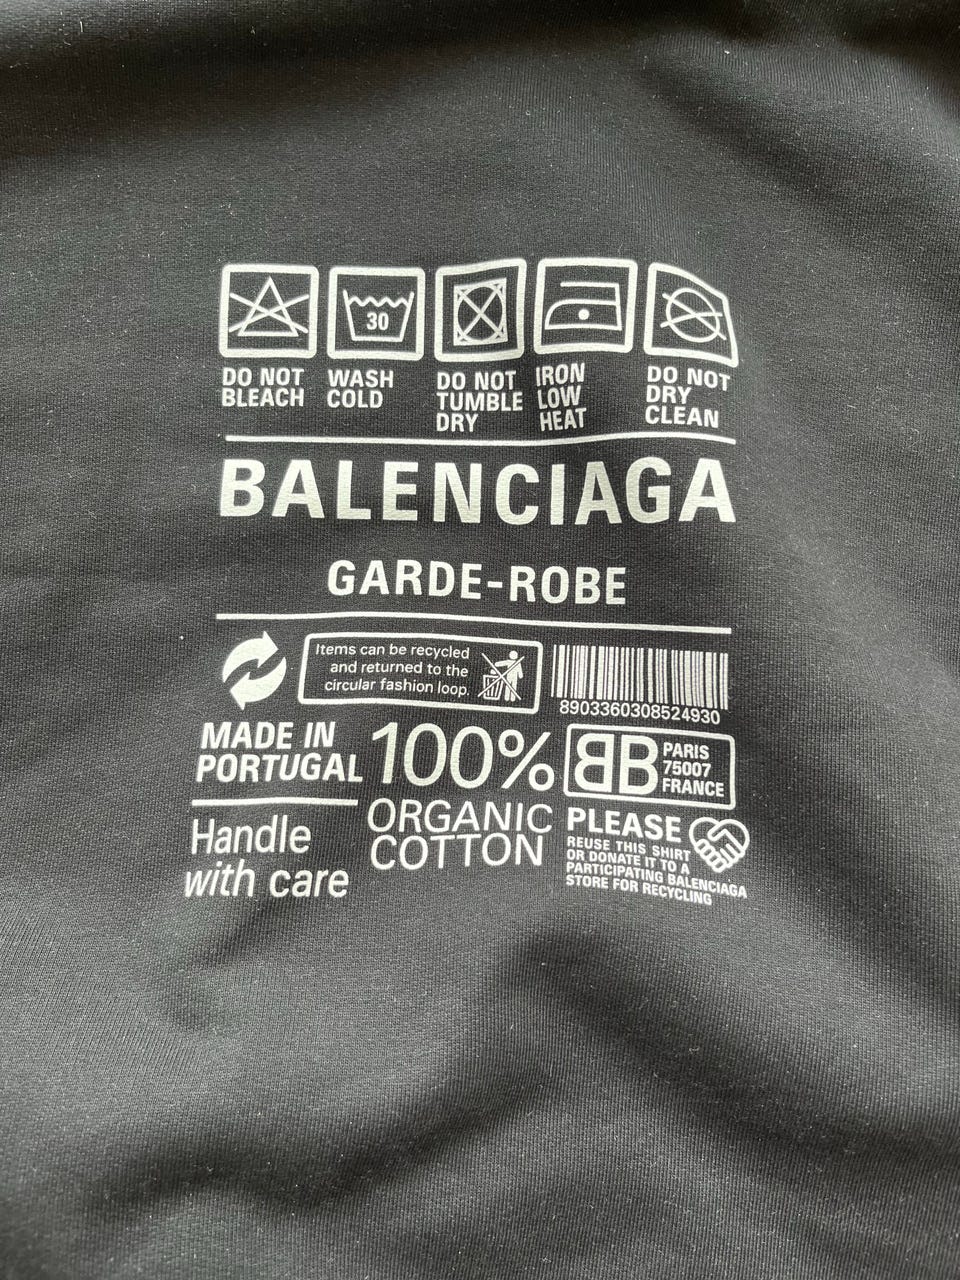 30
DO NOT
BLEACH
WASH
COLD
DO NOT
TUMBLE
DRY
IRON
LOW
HEAT
DO NOT
DRY
CLEAN
BALENCIAGA
GARDE-ROBE
Items can be recycled
and returned to the
circular fashion loop.
8903360308524930
MADE IN
PORTUGAL
100%
ORGANIC
COTTON
BB
PARIS
75007
FRANCE
Handle
with care
PLEASE
REUSE THIS SHIRT
OR DONATE IT TO A
PARTICIPATING BALENCIAGA
STORE FOR RECYCLING